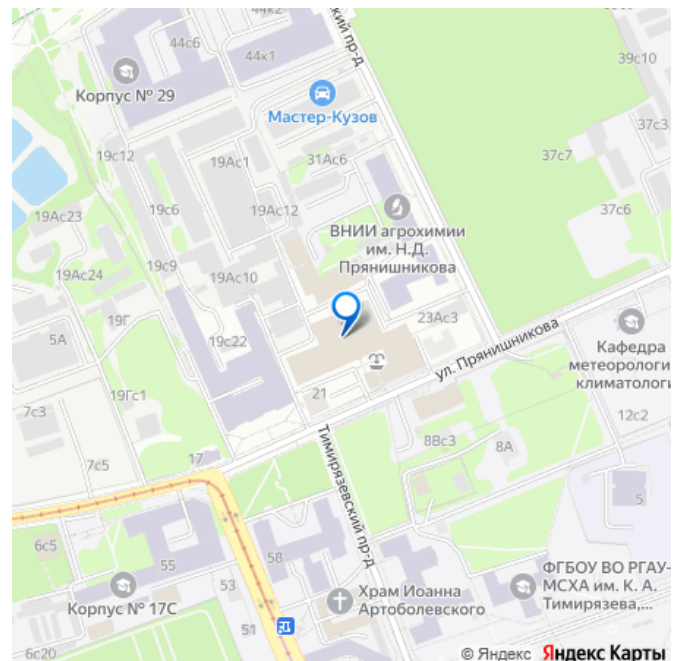 44к2
44с6
44к1
ский пр-д
39с10
Корпус № 29
Мастер-Кузов
37с3
19с12
19Ас1
31Ас6
37с7
19Ас23
19с6
19Ас12
37с6
ВНИИ агрохимии
им. Н.Д.
Прянишникова
19с9
19Ас24
19Ас10
19Г
23Ас3
5А
19с22
ул. Прянишникова
Кафедра
метеорологи
климатологи
19Гс1
21
7с3
12с2
Тимирязевский пр-д
8Вс3
8А
17
7с5
5
6с5
55
58
ФГБОУ ВО РГАУ-
МСХА им. К. А.
Тимирязева,...
Корпус № 17С
53
Храм Иоанна
Артоболевского
51
6с20
© Яндекс Яндекс Карты